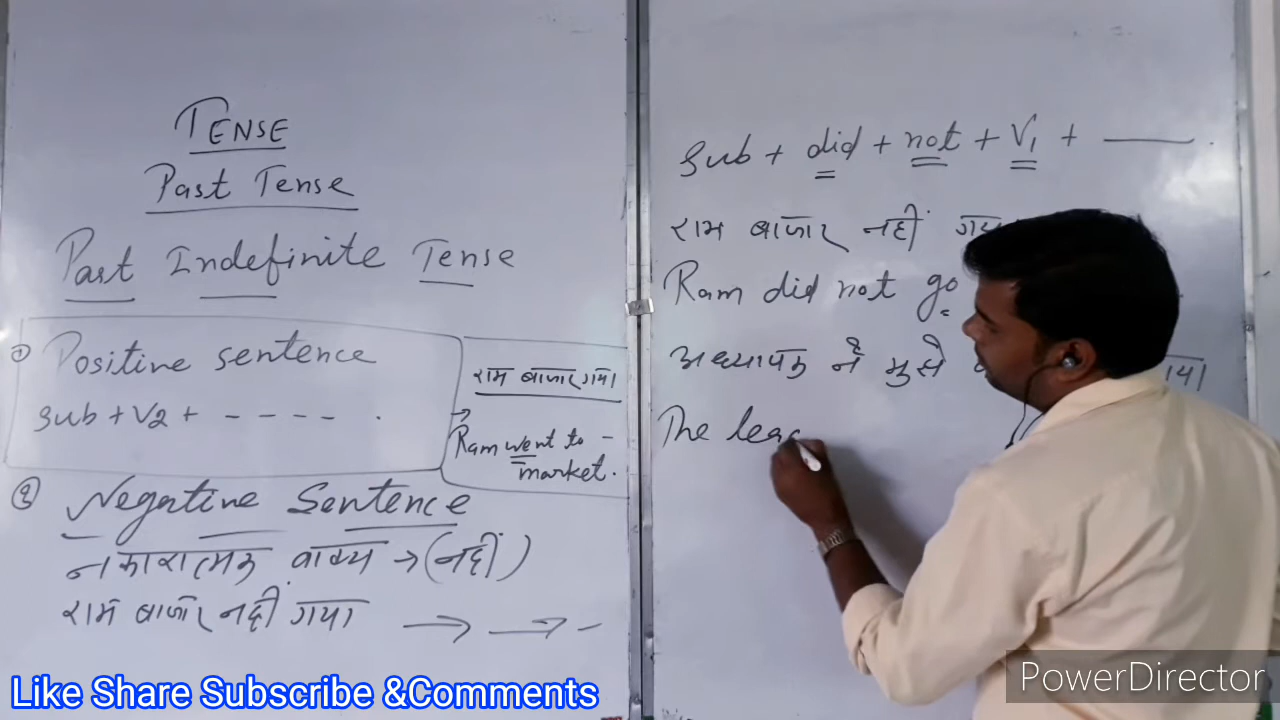 TENSE
Past Tense
Past Indefinite Tense
① Positive sentence
Sub + V2 + - - - - .
राम बाजार गया
→ Ram went to -
market.
② Negative Sentence
नकारात्मक वाक्य → (नहीं)
राम बाजार नहीं गया → → -
Sub + did + not + V1 + ——— .
राम बाजार नहीं
Ram did not go
अध्यापक ने मुझे
The
Like Share Subscribe &Comments
PowerDirector